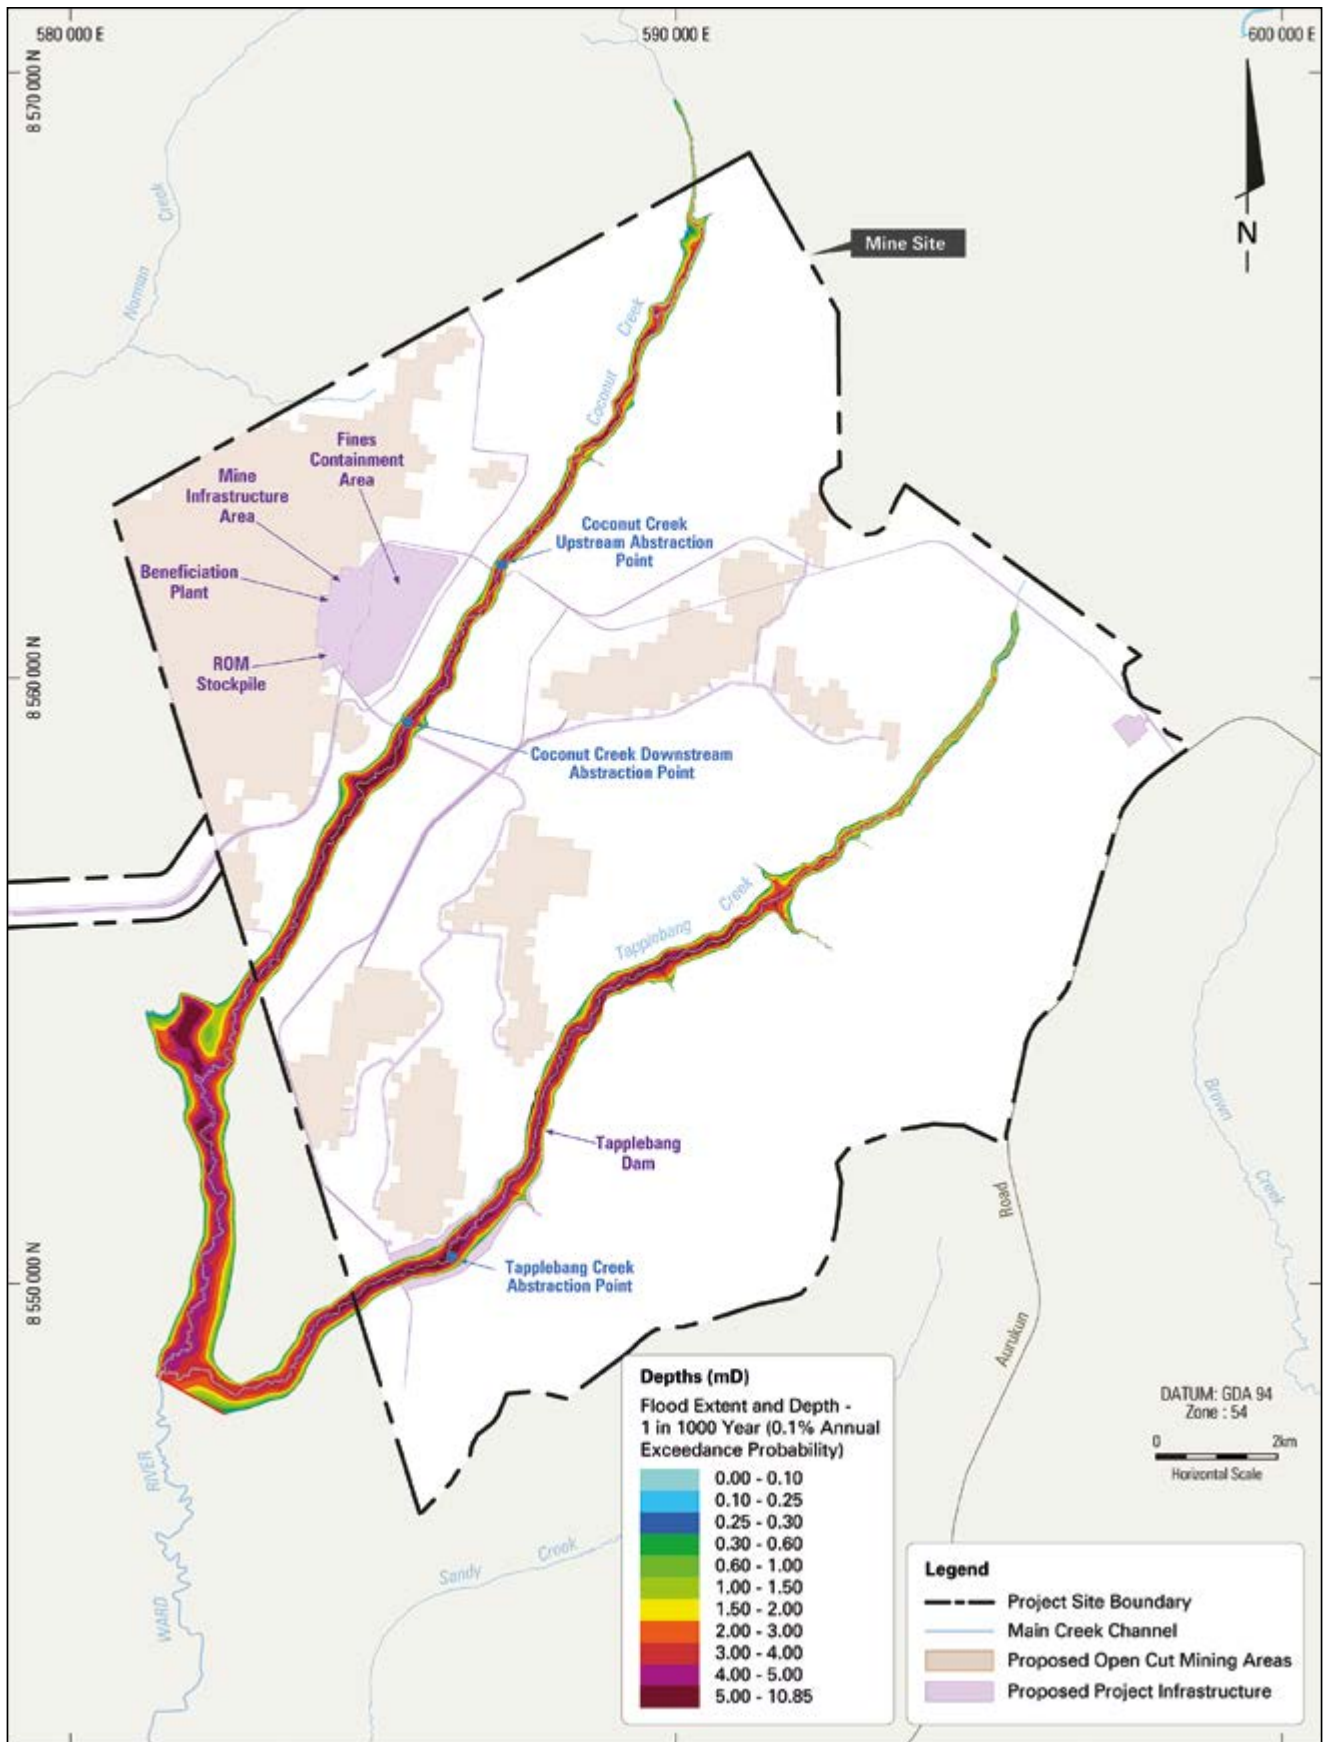 580 000 E
590 000 E
600 000 E
8 570 000 N
Norman
Creek
N
Mine Site
Coconut
Creek
Fines
Containment
Area
Mine
Infrastructure
Area
Coconut Creek
Upstream Abstraction
Point
Beneficiation
Plant
8 560 000 N
ROM
Stockpile
Coconut Creek Downstream
Abstraction Point
Tapplebang
Creek
Brown
Creek
Tapplebang
Dam
Aurukun
Road
8 550 000 N
Tapplebang Creek
Abstraction Point
DATUM: GDA 94
Zone : 54
0 2km
Horizontal Scale
WARD
RIVER
Sandy
Creek
Depths (mD)
Flood Extent and Depth -
1 in 1000 Year (0.1% Annual
Exceedance Probability)
0.00 - 0.10
0.10 - 0.25
0.25 - 0.30
0.30 - 0.60
0.60 - 1.00
1.00 - 1.50
1.50 - 2.00
2.00 - 3.00
3.00 - 4.00
4.00 - 5.00
5.00 - 10.85
Legend
Project Site Boundary
Main Creek Channel
Proposed Open Cut Mining Areas
Proposed Project Infrastructure